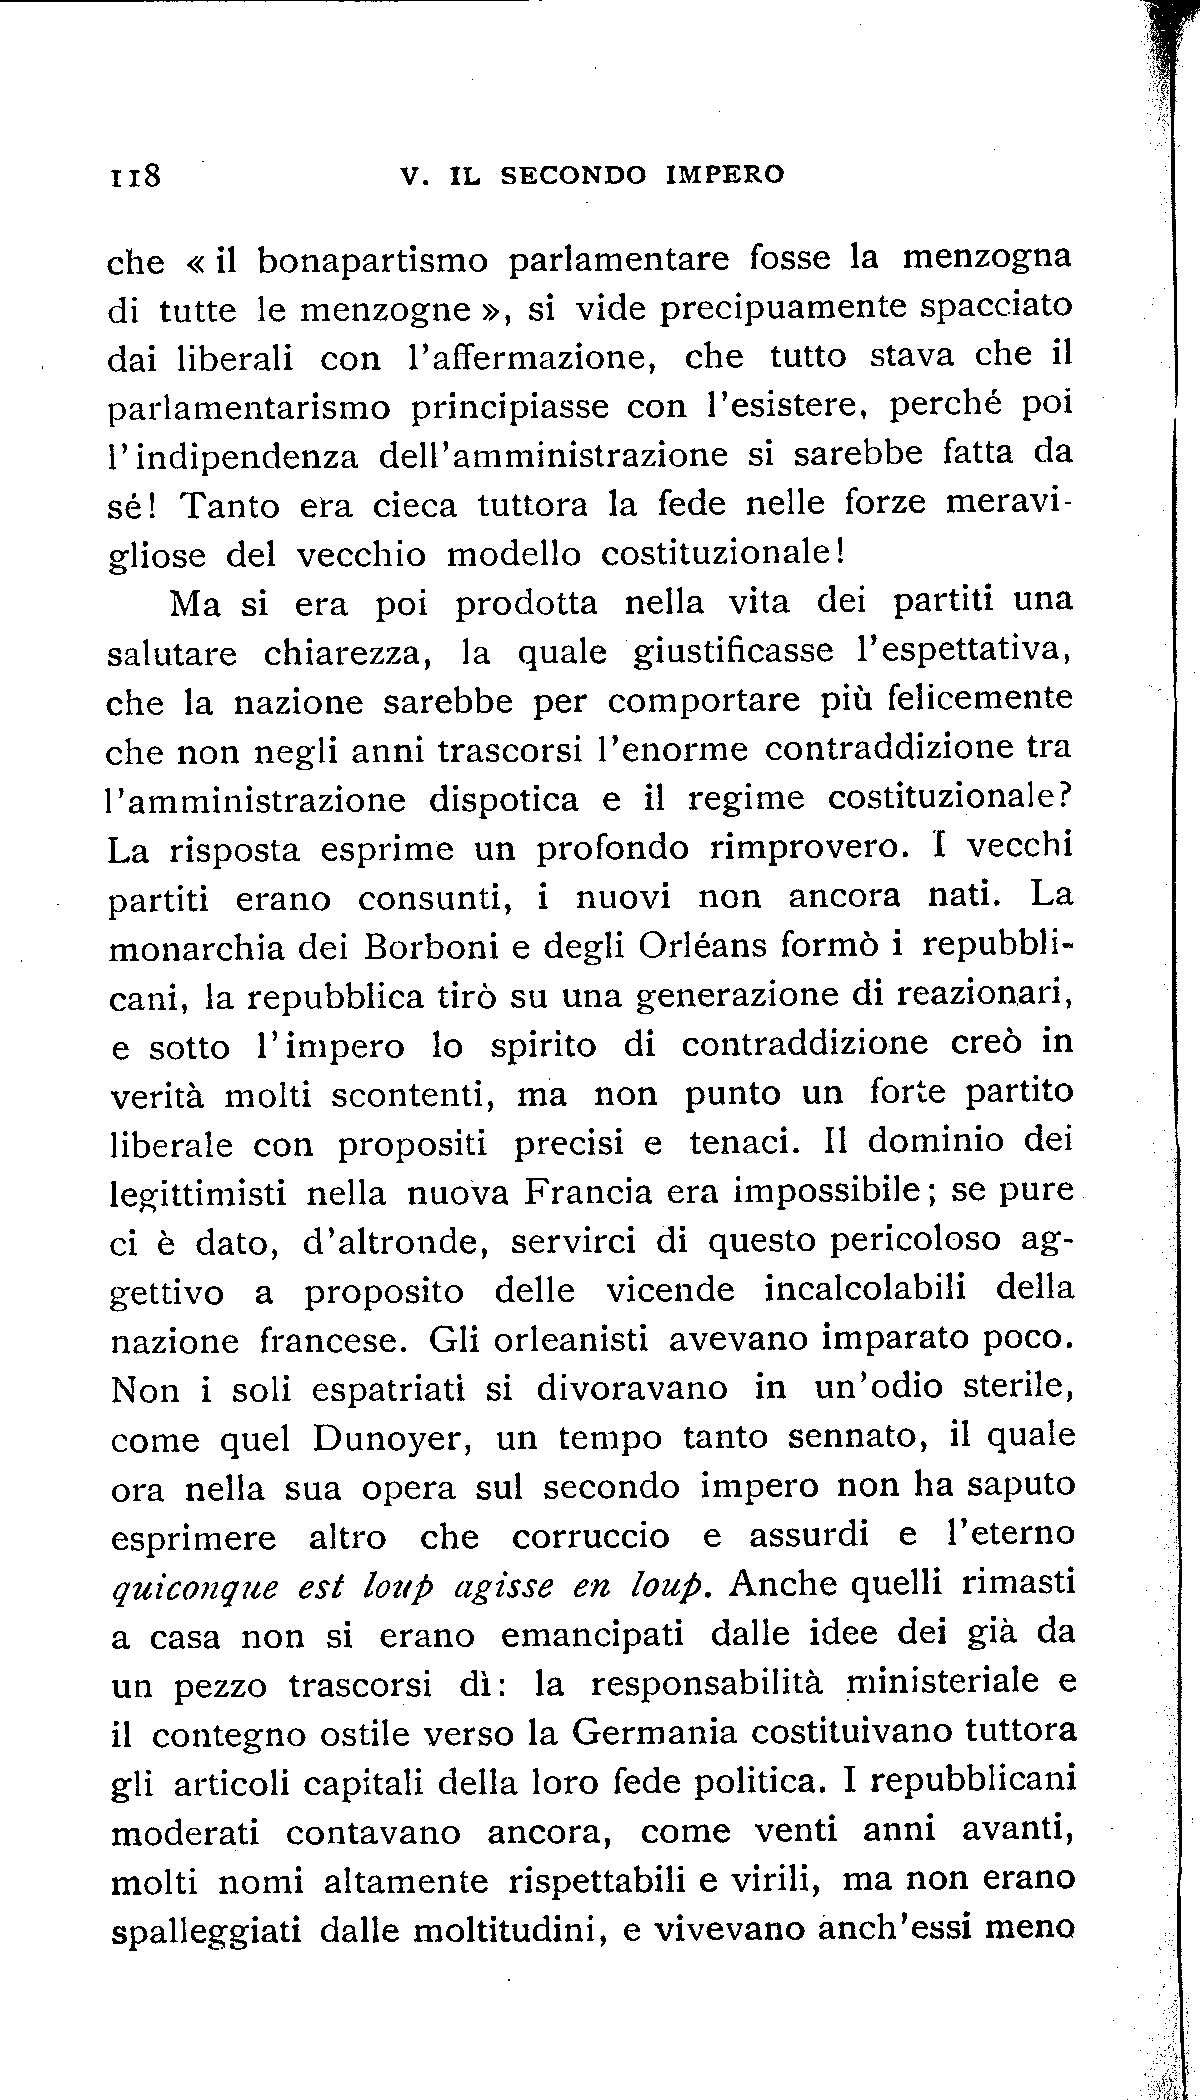 118 V. IL SECONDO IMPERO
che « il bonapartismo parlamentare fosse la menzogna
di tutte le menzogne », si vide precipuamente spacciato
dai liberali con l'affermazione, che tutto stava che il
parlamentarismo principiasse con l'esistere, perché poi
l'indipendenza dell'amministrazione si sarebbe fatta da
sé! Tanto era cieca tuttora la fede nelle forze meravi-
gliose del vecchio modello costituzionale!
Ma si era poi prodotta nella vita dei partiti una
salutare chiarezza, la quale giustificasse l'espettativa,
che la nazione sarebbe per comportare più felicemente
che non negli anni trascorsi l'enorme contraddizione tra
l'amministrazione dispotica e il regime costituzionale?
La risposta esprime un profondo rimprovero. I vecchi
partiti erano consunti, i nuovi non ancora nati. La
monarchia dei Borboni e degli Orléans formò i repubbli-
cani, la repubblica tirò su una generazione di reazionari,
e sotto l'impero lo spirito di contraddizione creò in
verità molti scontenti, ma non punto un forte partito
liberale con propositi precisi e tenaci. Il dominio dei
legittimisti nella nuova Francia era impossibile; se pure
ci è dato, d'altronde, servirci di questo pericoloso ag-
gettivo a proposito delle vicende incalcolabili della
nazione francese. Gli orleanisti avevano imparato poco.
Non i soli espatriati si divoravano in un'odio sterile,
come quel Dunoyer, un tempo tanto sennato, il quale
ora nella sua opera sul secondo impero non ha saputo
esprimere altro che corruccio e assurdi e l'eterno
quiconque est loup agisse en loup. Anche quelli rimasti
a casa non si erano emancipati dalle idee dei già da
un pezzo trascorsi dì: la responsabilità ministeriale e
il contegno ostile verso la Germania costituivano tuttora
gli articoli capitali della loro fede politica. I repubblicani
moderati contavano ancora, come venti anni avanti,
molti nomi altamente rispettabili e virili, ma non erano
spalleggiati dalle moltitudini, e vivevano anch'essi meno